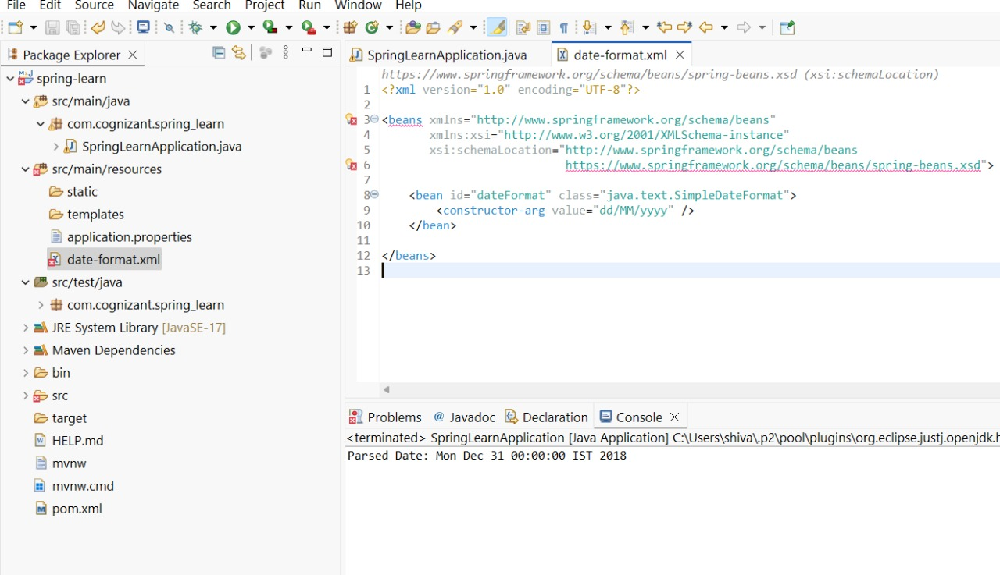 File Edit Source Navigate Search Project Run Window Help
Package Explorer
spring-learn
src/main/java
com.cognizant.spring_learn
SpringLearnApplication.java
src/main/resources
static
templates
application.properties
date-format.xml
src/test/java
com.cognizant.spring_learn
JRE System Library [JavaSE-17]
Maven Dependencies
bin
src
target
HELP.md
mvnw
mvnw.cmd
pom.xml
SpringLearnApplication.java date-format.xml
https://www.springframework.org/schema/beans/spring-beans.xsd (xsi:schemaLocation)
1 <?xml version="1.0" encoding="UTF-8"?>
2
3 <beans xmlns="http://www.springframework.org/schema/beans"
4 xmlns:xsi="http://www.w3.org/2001/XMLSchema-instance"
5 xsi:schemaLocation="http://www.springframework.org/schema/beans
6 https://www.springframework.org/schema/beans/spring-beans.xsd">
7
8 <bean id="dateFormat" class="java.text.SimpleDateFormat">
9 <constructor-arg value="dd/MM/yyyy" />
10 </bean>
11
12 </beans>
13
Problems @ Javadoc Declaration Console
<terminated> SpringLearnApplication [Java Application] C:\Users\shiva\.p2\pool\plugins\org.eclipse.justj.openjdk.h
Parsed Date: Mon Dec 31 00:00:00 IST 2018